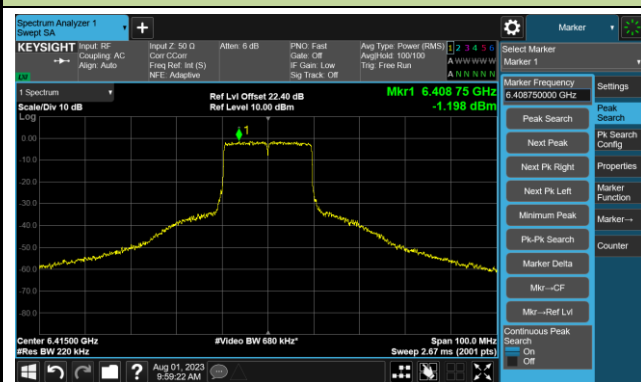 Spectrum Analyzer 1
Swept SA
Marker
KEYSIGHT
Input: RF
Coupling: AC
Align: Auto
Input Z: 50 Ω
Corr CCorr
Freq Ref: Int (S)
NFE: Adaptive
Atten: 6 dB
PNO: Fast
Gate: Off
IF Gain: Low
Sig Track: Off
Avg Type: Power (RMS)
Avg|Hold: 100/100
Trig: Free Run
1 2 3 4 5 6
A W W W W W
A N N N N N
Select Marker
Marker 1
LXI
1 Spectrum
Scale/Div 10 dB
Log
Ref Lvl Offset 22.40 dB
Ref Level 10.00 dBm
Mkr1 6.408 75 GHz
-1.198 dBm
1
0.00
-10.0
-20.0
-30.0
-40.0
-50.0
-60.0
-70.0
-80.0
Center 6.41500 GHz
#Res BW 220 kHz
#Video BW 680 kHz*
Span 100.0 MHz
Sweep 2.67 ms (2001 pts)
Marker Frequency
6.408750000 GHz
Peak Search
Next Peak
Next Pk Right
Next Pk Left
Minimum Peak
Pk-Pk Search
Marker Delta
Mkr→CF
Mkr→Ref Lvl
Continuous Peak
Search
On
Off
Settings
Peak
Search
Pk Search
Config
Properties
Marker
Function
Marker→
Counter
Aug 01, 2023
9:59:22 AM